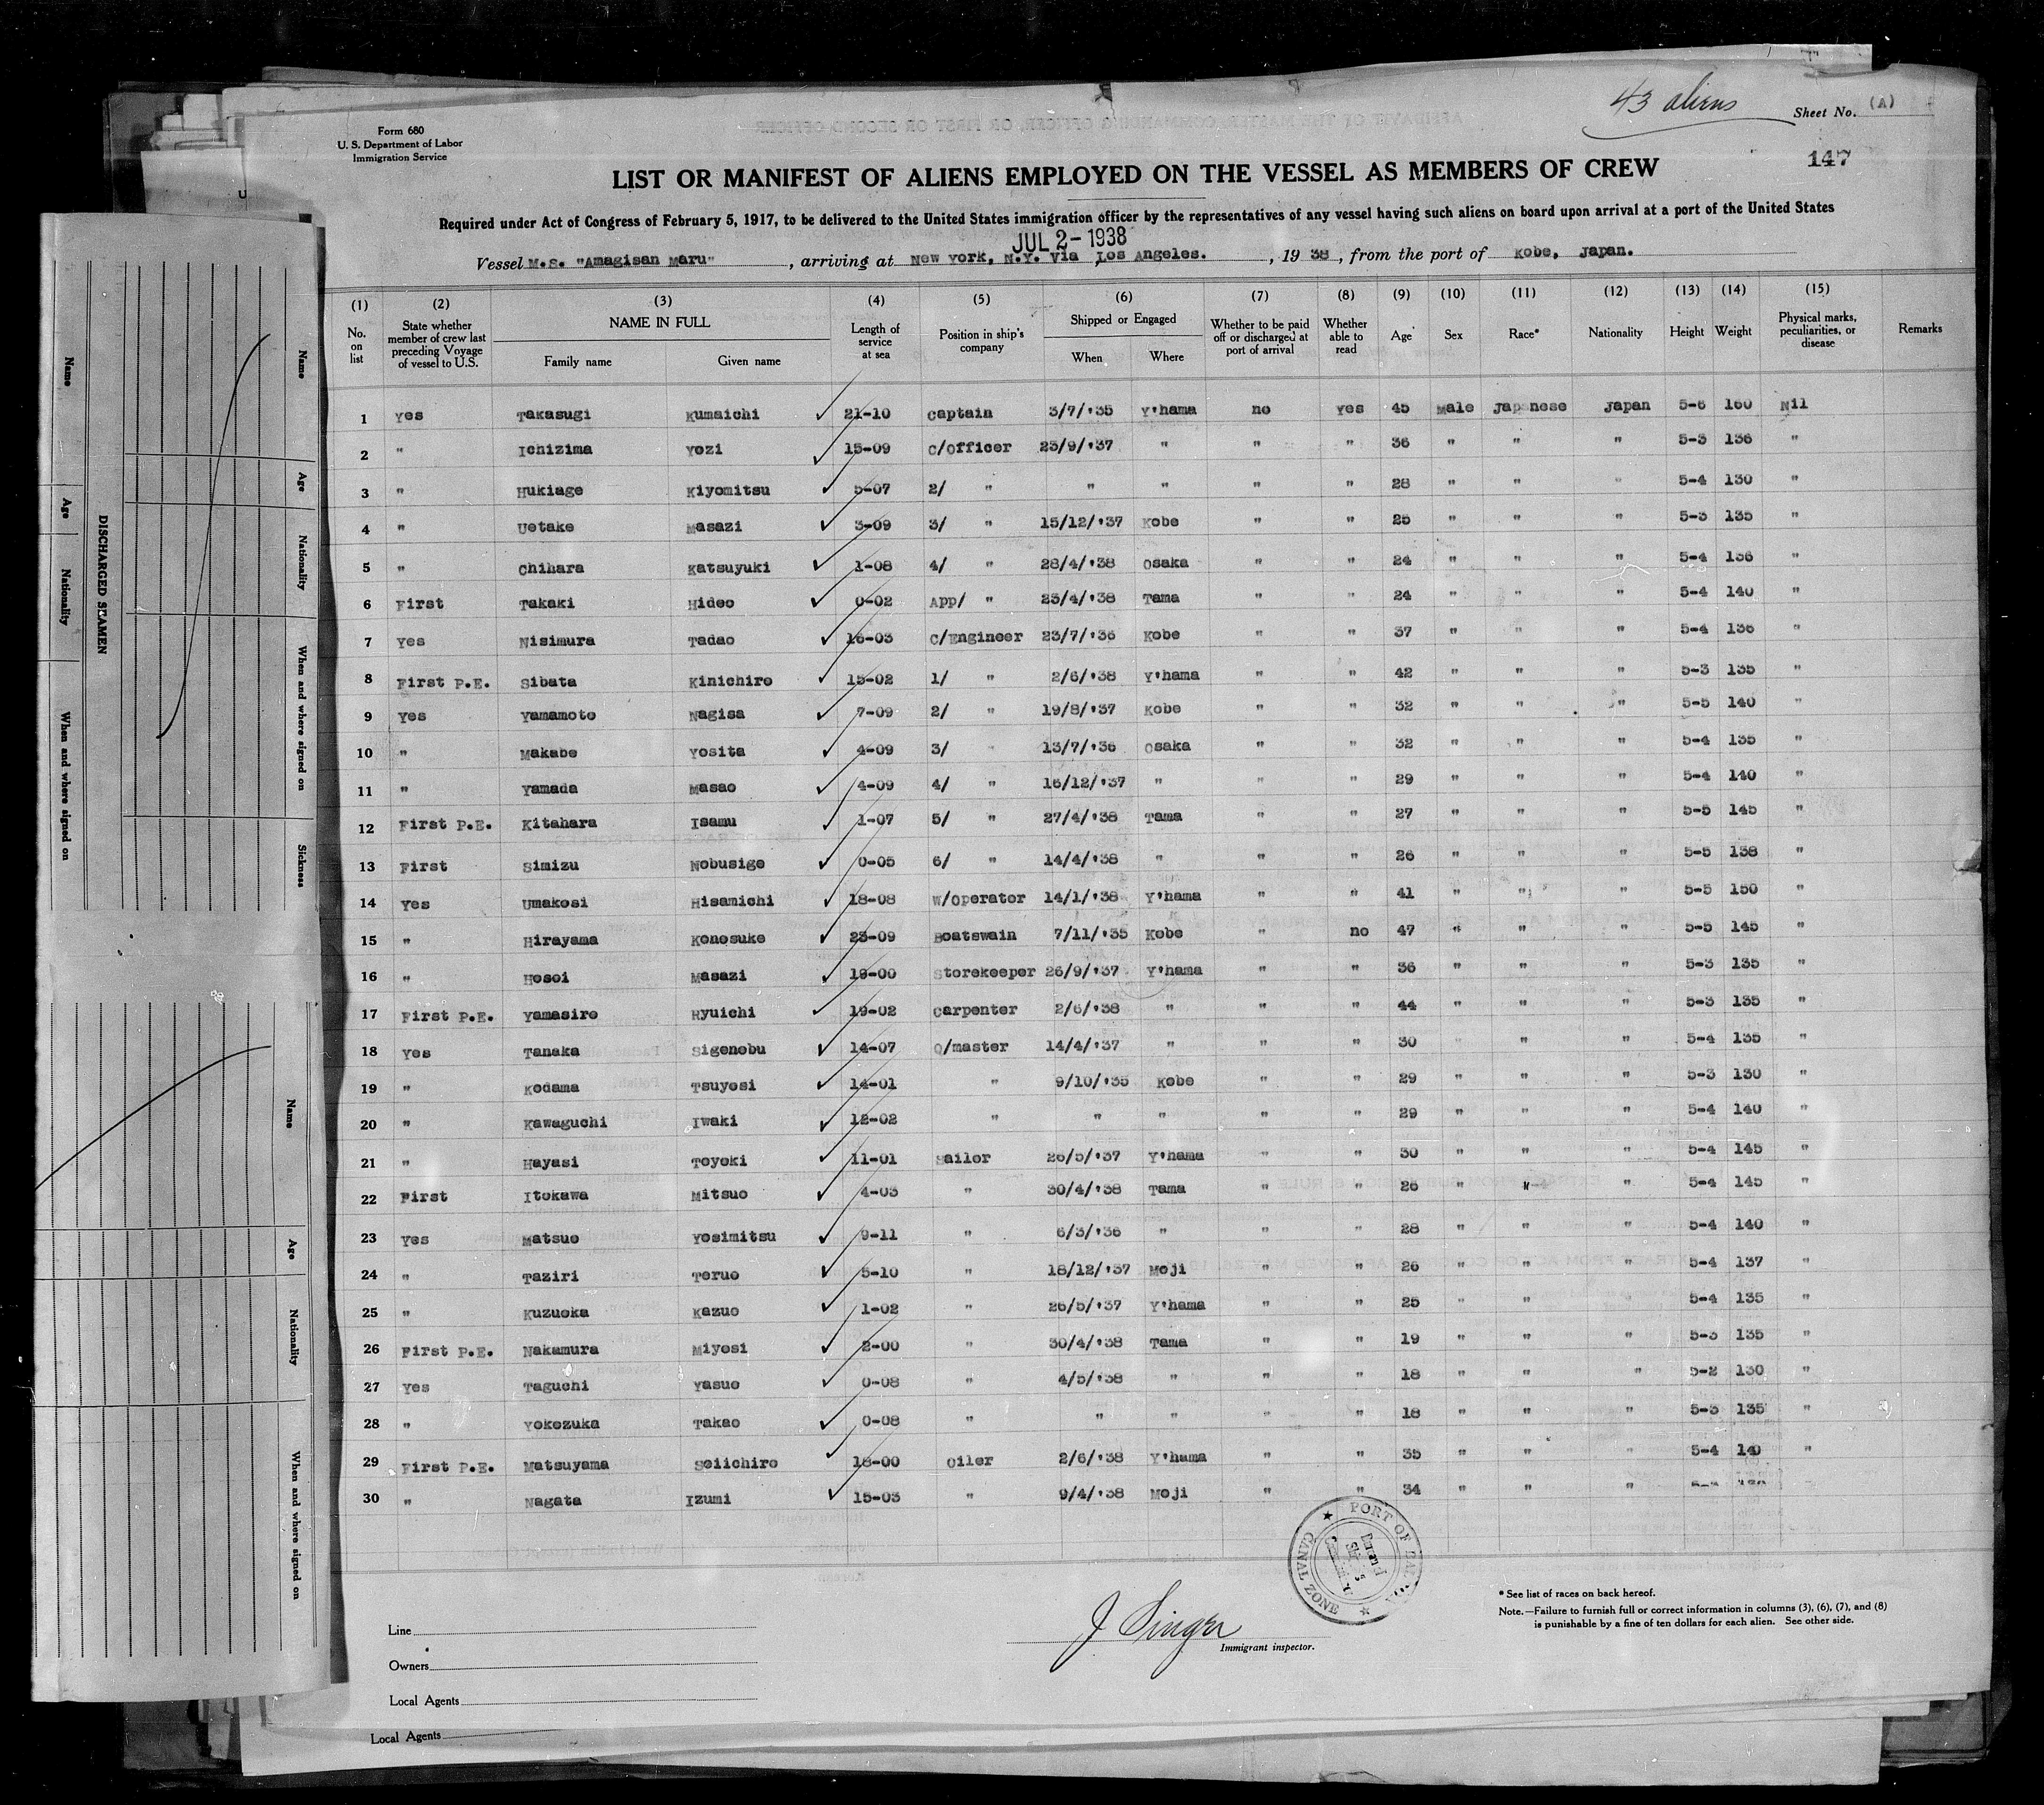 43 aliens
Sheet No. (A)
147
Form 680
U. S. Department of Labor
Immigration Service
LIST OR MANIFEST OF ALIENS EMPLOYED ON THE VESSEL AS MEMBERS OF CREW
Required under Act of Congress of February 5, 1917, to be delivered to the United States immigration officer by the representatives of any vessel having such aliens on board upon arrival at a port of the United States
JUL 2 - 1938
Vessel M.S. "Amagisan Maru", arriving at New York, N.Y. Via Los Angeles., 1938, from the port of Kobe, Japan.
(1) (2) (3) (4) (5) (6) (7) (8) (9) (10) (11) (12) (13) (14) (15)
No. on list
State whether member of crew last preceding Voyage of vessel to U.S.
NAME IN FULL
Family name Given name
Length of service at sea
Position in ship's company
Shipped or Engaged
When Where
Whether to be paid off or discharged at port of arrival
Whether able to read
Age Sex Race* Nationality Height Weight
Physical marks, peculiarities, or disease
Remarks
1 Yes Takasugi Kumaichi 21-10 Captain 3/7/'35 Y'hama no Yes 45 Male Japanese Japan 5-6 160 Nil
2 " Ichizima Yozi 15-09 C/Officer 23/9/'37 " " " 36 " " " 5-3 136 "
3 " Hukiage Kiyomitsu 5-07 2/ " " " " " 28 " " " 5-4 130 "
4 " Uetake Masazi 3-09 3/ " 15/12/'37 Kobe " " 25 " " " 5-3 135 "
5 " Chihara Katsuyuki 1-08 4/ " 28/4/'38 Osaka " " 24 " " " 5-4 136 "
6 First Takaki Hideo 0-02 App/ " 23/4/'38 Tama " " 24 " " " 5-4 140 "
7 Yes Nisimura Tadao 16-03 C/Engineer 23/7/'36 Kobe " " 37 " " " 5-4 136 "
8 First P.E. Sibata Kinichiro 15-02 1/ " 2/6/'38 Y'hama " " 42 " " " 5-3 135 "
9 Yes Yamamoto Nagisa 7-09 2/ " 19/8/'37 Kobe " " 32 " " " 5-5 140 "
10 " Makabe Yosita 4-09 3/ " 13/7/'36 Osaka " " 32 " " " 5-4 135 "
11 " Yamada Masao 4-09 4/ " 16/12/'37 " " " 29 " " " 5-4 140 "
12 First P.E. Kitahara Isamu 1-07 5/ " 27/4/'38 Tama " " 27 " " " 5-5 145 "
13 First Simizu Nobusige 0-05 6/ " 14/4/'38 " " " 26 " " " 5-5 138 "
14 Yes Umakosi Hisamichi 18-08 W/Operator 14/1/'38 Y'hama " " 41 " " " 5-5 150 "
15 " Hirayama Konosuke 23-09 Boatswain 7/11/'35 Kobe " no 47 " " " 5-5 145 "
16 " Hosoi Masazi 19-00 Storekeeper 26/9/'37 Y'hama " " 36 " " " 5-3 135 "
17 First P.E. Yamasiro Ryuichi 19-02 Carpenter 2/6/'38 " " " 44 " " " 5-3 135 "
18 Yes Tanaka Sigenobu 14-07 Q/master 14/4/'37 " " " 30 " " " 5-4 135 "
19 " Kodama Tsuyosi 14-01 " 9/10/'35 Kobe " " 29 " " " 5-3 130 "
20 " Kawaguchi Iwaki 12-02 " " " " " 29 " " " 5-4 140 "
21 " Hayasi Toyoki 11-01 Sailor 26/5/'37 Y'hama " " 30 " " " 5-4 145 "
22 First Itokawa Mitsuo 4-03 " 30/4/'38 Tama " " 26 " " " 5-4 145 "
23 Yes Matsuo Yosimitsu 9-11 " 6/3/'36 " " " 28 " " " 5-4 140 "
24 " Taziri Teruo 5-10 " 18/12/'37 Moji " " 26 " " " 5-4 137 "
25 " Kuzuoka Kazuo 1-02 " 26/5/'37 Y'hama " " 25 " " " 5-4 135 "
26 First P.E. Nakamura Miyosi 2-00 " 30/4/'38 Tama " " 19 " " " 5-3 135 "
27 Yes Taguchi Yasuo 0-08 " 4/5/'38 " " " 18 " " " 5-2 130 "
28 " Yokozuka Takao 0-08 " " " " " 18 " " " 5-3 135 "
29 First P.E. Matsuyama Seiichiro 18-00 Oiler 2/6/'38 Y'hama " " 35 " " " 5-4 140 "
30 " Nagata Izumi 15-03 " 9/4/'38 Moji " " 34 " " "
PORT OF
CANAL ZONE
J Singer
Immigrant inspector.
* See list of races on back hereof.
Note.—Failure to furnish full or correct information in columns (3), (6), (7), and (8)
is punishable by a fine of ten dollars for each alien. See other side.
Line
Owners
Local Agents
Local Agents
DISCHARGED SEAMEN
Name Age Nationality When and where signed on
Name Age Nationality When and where signed on Sickness
Name Age Nationality When and where signed on